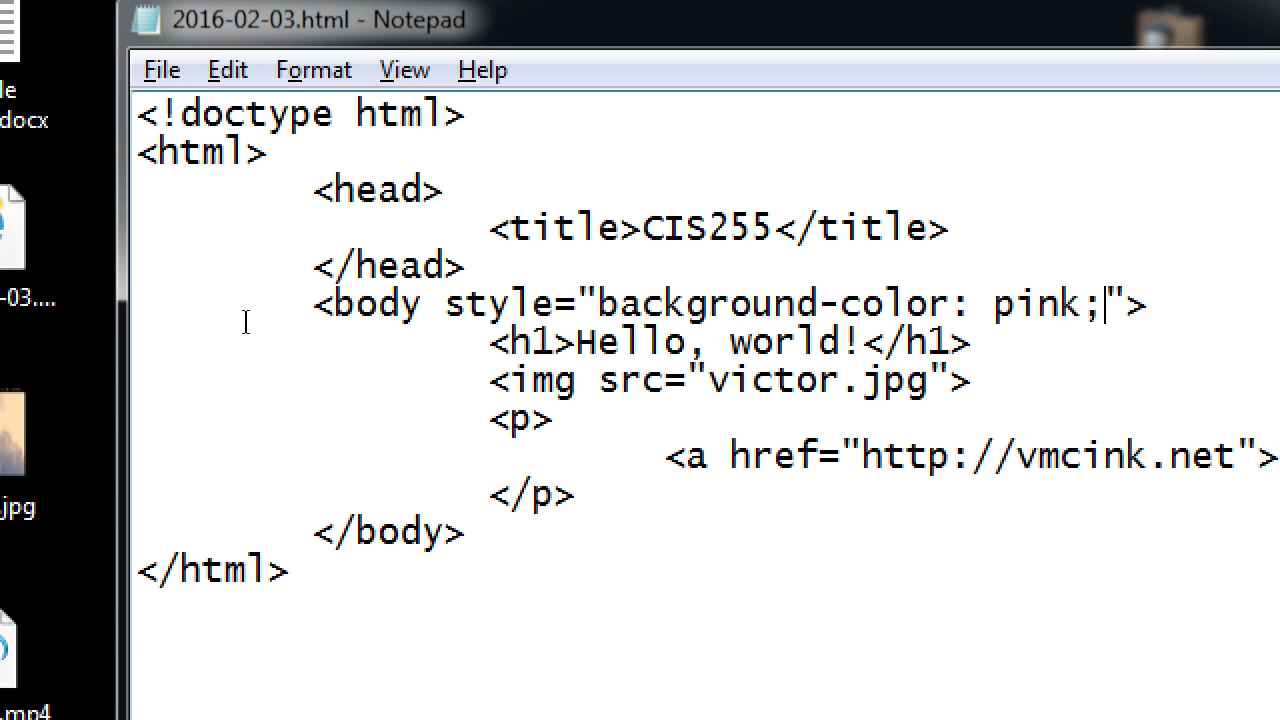 2016-02-03.html - Notepad
File Edit Format View Help
le
docx
-03....
.jpg
.mp4
<!doctype html>
<html>
<head>
<title>CIS255</title>
</head>
<body style="background-color: pink;">
<h1>Hello, world!</h1>
<img src="victor.jpg">
<p>
<a href="http://vmcink.net">
</p>
</body>
</html>